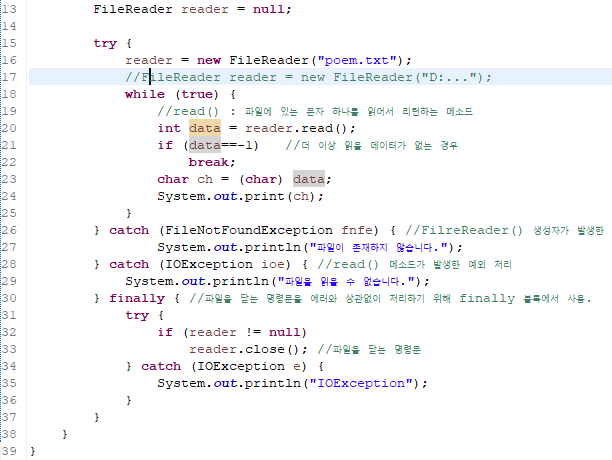 13 FileReader reader = null;
14
15 try {
16 reader = new FileReader("poem.txt");
17 //FileReader reader = new FileReader("D:...");
18 while (true) {
19 //read() : 파일에 있는 문자 하나를 읽어서 리턴하는 메소드
20 int data = reader.read();
21 if (data==-1) //더 이상 읽을 데이터가 없는 경우
22 break;
23 char ch = (char) data;
24 System.out.print(ch);
25 }
26 } catch (FileNotFoundException fnfe) { //FilreReader() 생성자가 발생한
27 System.out.println("파일이 존재하지 않습니다.");
28 } catch (IOException ioe) { //read() 메소드가 발생한 예외 처리
29 System.out.println("파일을 읽을 수 없습니다.");
30 } finally { //파일을 닫는 명령문을 에러와 상관없이 처리하기 위해 finally 블록에서 사용.
31 try {
32 if (reader != null)
33 reader.close(); //파일을 닫는 명령문
34 } catch (IOException e) {
35 System.out.println("IOException");
36 }
37 }
38 }
39 }